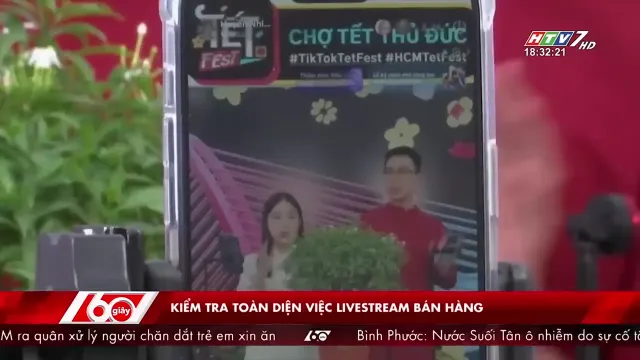 TẾT
FEST
CHỢ TẾT THỦ ĐỨC
#TikTokTetFest #HCMTetFest
HTV7 HD
18:32:21
60 giây
KIỂM TRA TOÀN DIỆN VIỆC LIVESTREAM BÁN HÀNG
M ra quân xử lý người chăn dắt trẻ em xin ăn
60
Bình Phước: Nước Suối Tân ô nhiễm do sự cố t